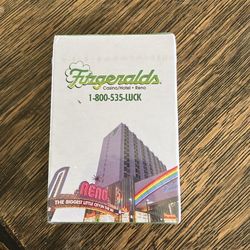 Fitzgeralds
Casino/Hotel • Reno
1-800-535-LUCK
RENO
THE BIGGEST LITTLE CITY IN THE WORLD